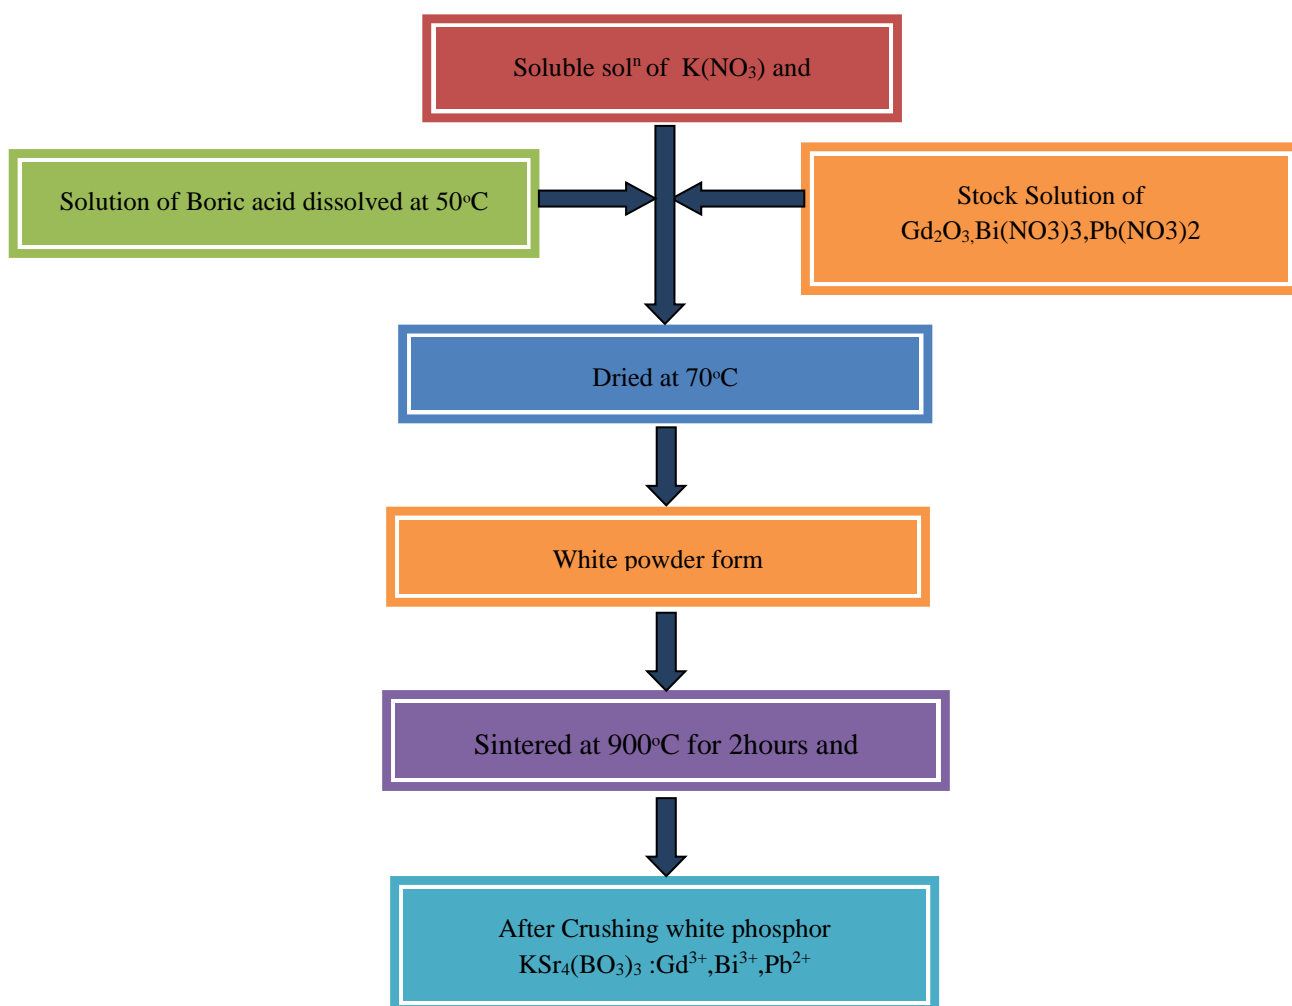 Soluble solⁿ of K(NO₃) and
Solution of Boric acid dissolved at 50ᵒC
Stock Solution of
Gd₂O₃,Bi(NO3)3,Pb(NO3)2
Dried at 70ᵒC
White powder form
Sintered at 900ᵒC for 2hours and
After Crushing white phosphor
KSr₄(BO₃)₃ :Gd³⁺,Bi³⁺,Pb²⁺